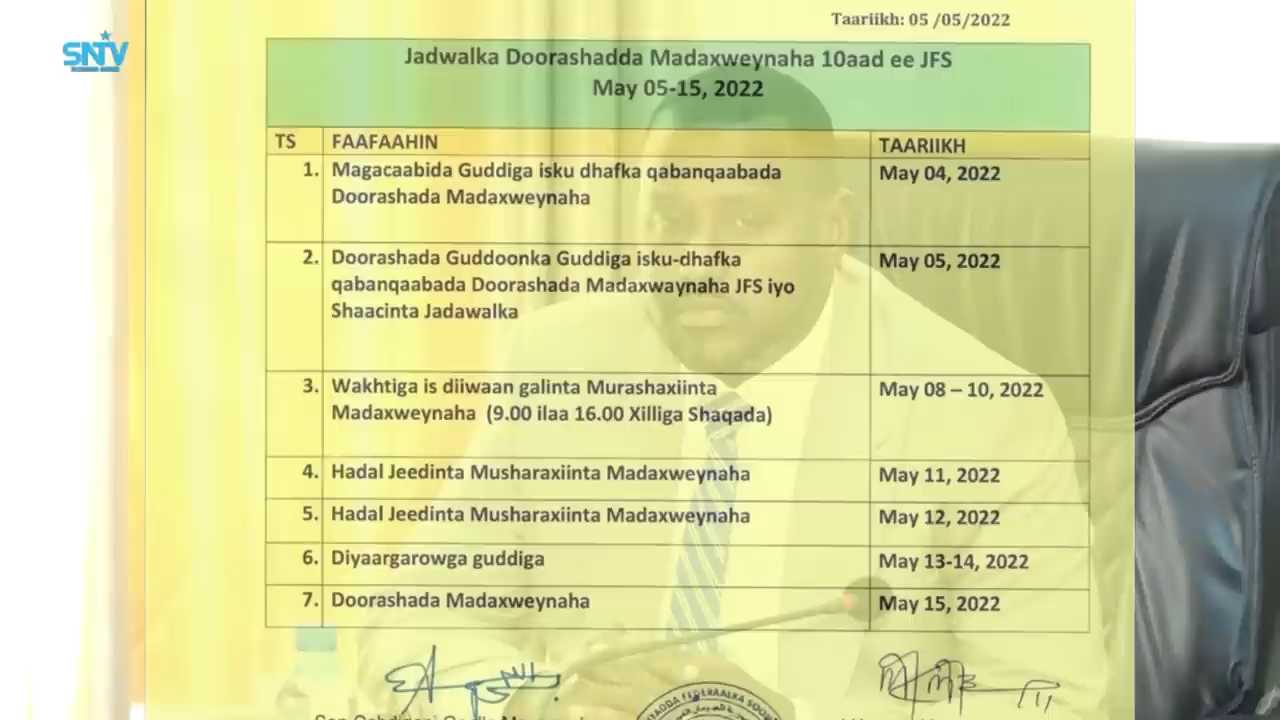 SNTV
Taariikh: 05 /05/2022
Jadwalka Doorashadda Madaxweynaha 10aad ee JFS
May 05-15, 2022
TS FAAFAAHIN TAARIIKH
1. Magacaabida Guddiga isku dhafka qabanqaabada May 04, 2022
Doorashada Madaxweynaha
2. Doorashada Guddoonka Guddiga isku-dhafka May 05, 2022
qabanqaabada Doorashada Madaxwaynaha JFS iyo
Shaacinta Jadawalka
3. Wakhtiga is diiwaan galinta Murashaxiinta May 08 – 10, 2022
Madaxweynaha (9.00 ilaa 16.00 Xilliga Shaqada)
4. Hadal Jeedinta Musharaxiinta Madaxweynaha May 11, 2022
5. Hadal Jeedinta Musharaxiinta Madaxweynaha May 12, 2022
6. Diyaargarowga guddiga May 13-14, 2022
7. Doorashada Madaxweynaha May 15, 2022
FEDERAALKA